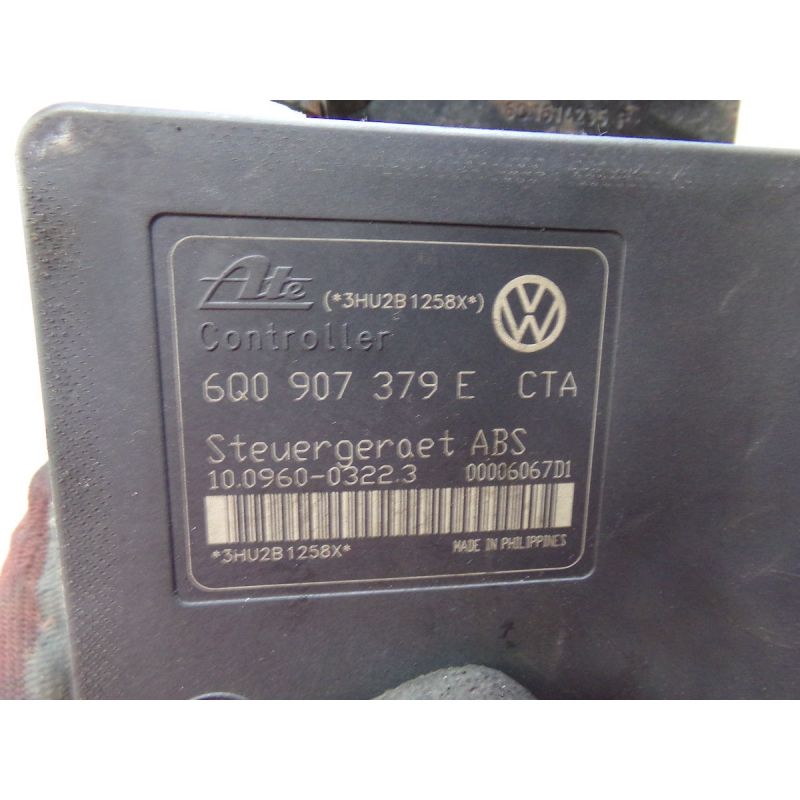 Ate (*3HU2B1258X*)
Controller
6Q0 907 379 E CTA
Steuergeraet ABS
10.0960-0322.3 00006067D1
*3HU2B1258X* MADE IN PHILIPPINES